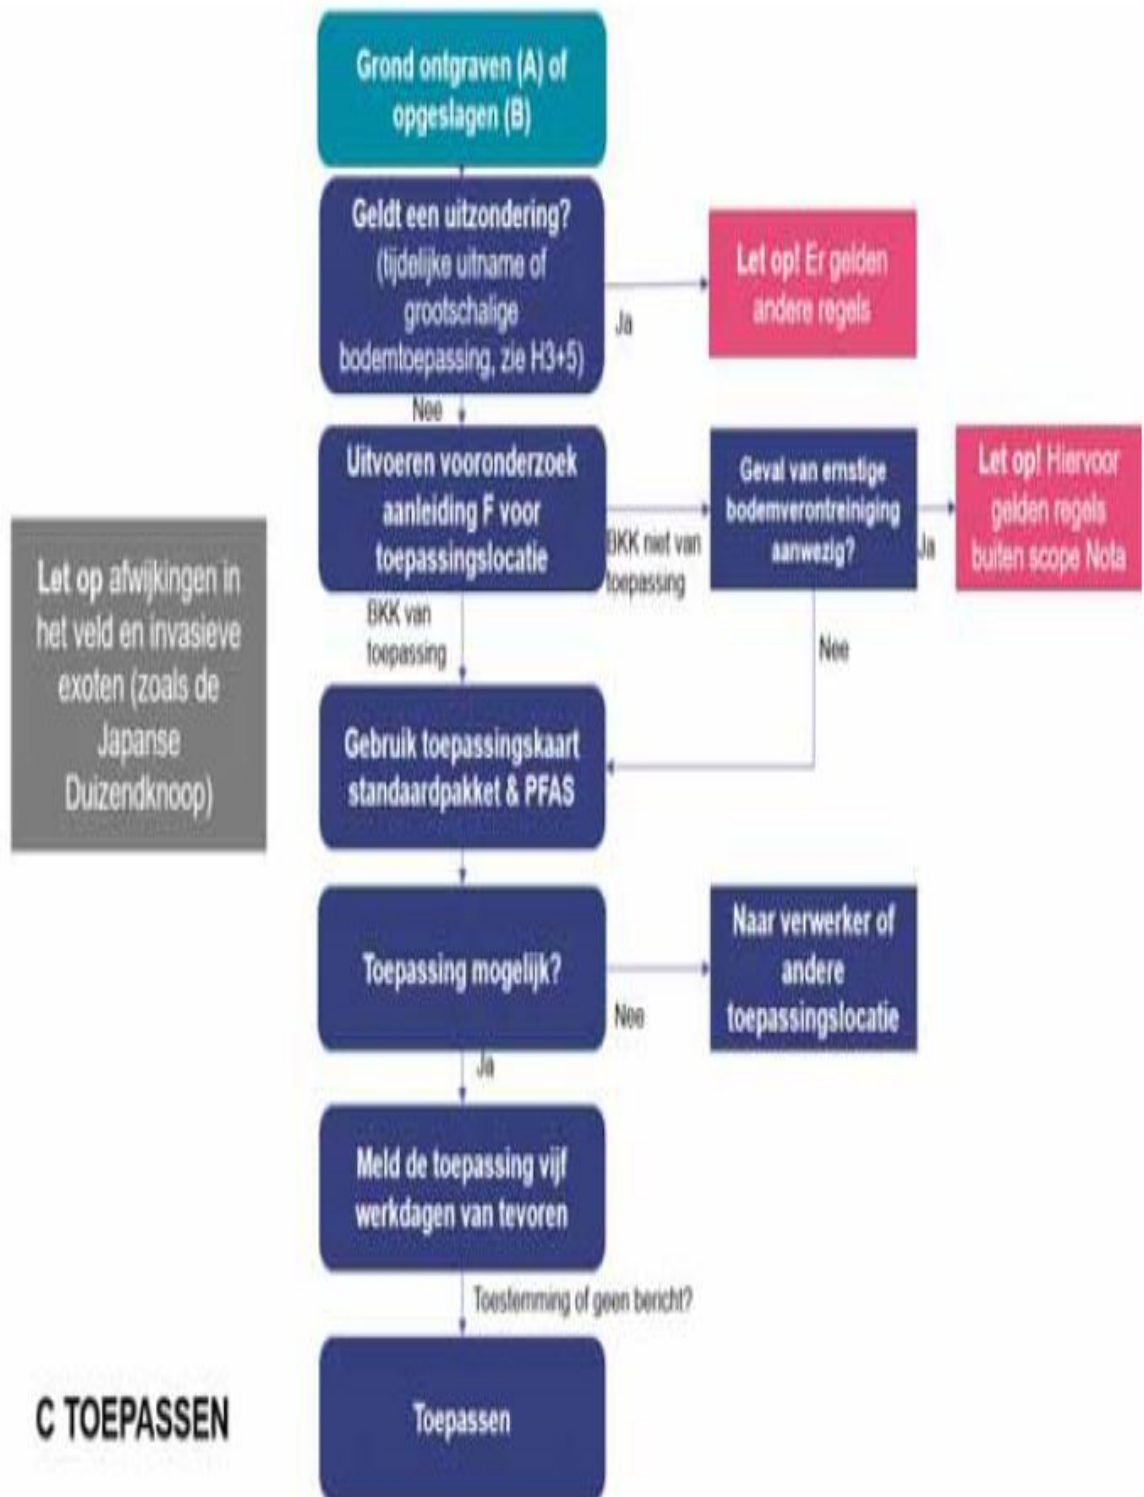 Grond ontgraven (A) of
opgeslagen (B)
Geldt een uitzondering?
(tijdelijke uitname of
grootschalige
bodemtoepassing, zie H3+5)
Ja
Let op! Er gelden
andere regels
Nee
Uitvoeren vooronderzoek
aanleiding F voor
toepassingslocatie
BKK niet van
toepassing
Geval van ernstige
bodemverontreiniging
aanwezig?
Ja
Let op! Hiervoor
gelden regels
buiten scope Nota
BKK van
toepassing
Nee
Let op afwijkingen in
het veld en invasieve
exoten (zoals de
Japanse
Duizendknoop)
Gebruik toepassingskaart
standaardpakket & PFAS
Toepassing mogelijk?
Nee
Naar verwerker of
andere
toepassingslocatie
Ja
Meld de toepassing vijf
werkdagen van tevoren
Toestemming of geen bericht?
Toepassen
C TOEPASSEN